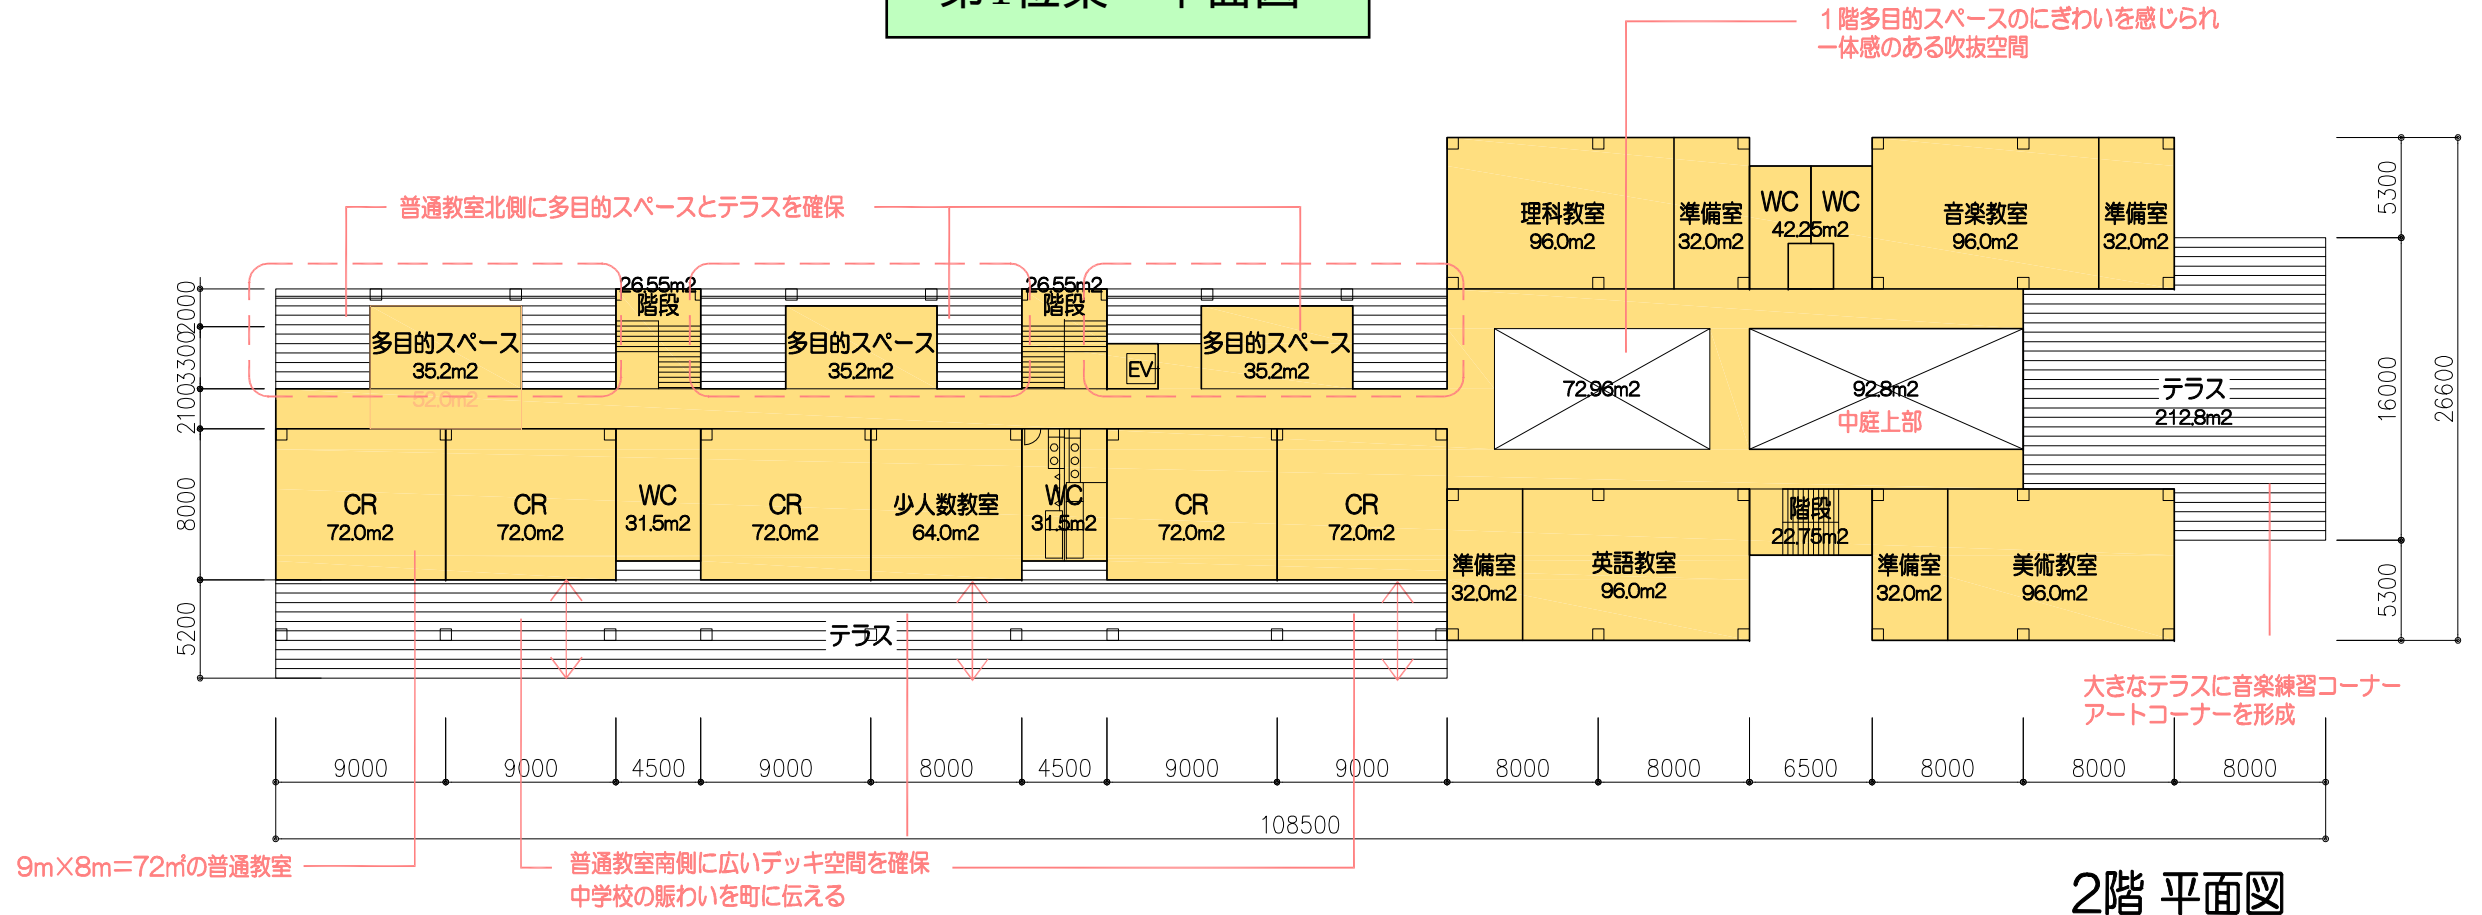 1階多目的スペースのにぎわいを感じられ
一体感のある吹抜空間
普通教室北側に多目的スペースとテラスを確保
理科教室
96.0m2
準備室
32.0m2
WC
WC
42.25m2
音楽教室
96.0m2
準備室
32.0m2
5300
16000
5300
26600
2000
3300
2100
8000
5200
26.55m2
階段
26.55m2
階段
多目的スペース
35.2m2
52.0m2
多目的スペース
35.2m2
EV
多目的スペース
35.2m2
72.96m2
92.8m2
中庭上部
テラス
212.8m2
CR
72.0m2
CR
72.0m2
WC
31.5m2
CR
72.0m2
少人数教室
64.0m2
WC
31.5m2
CR
72.0m2
CR
72.0m2
準備室
32.0m2
英語教室
96.0m2
階段
22.75m2
準備室
32.0m2
美術教室
96.0m2
テラス
大きなテラスに音楽練習コーナー
アートコーナーを形成
9000
9000
4500
9000
8000
4500
9000
9000
8000
8000
6500
8000
8000
8000
108500
9m×8m=72㎡の普通教室
普通教室南側に広いデッキ空間を確保
中学校の賑わいを町に伝える
2階 平面図